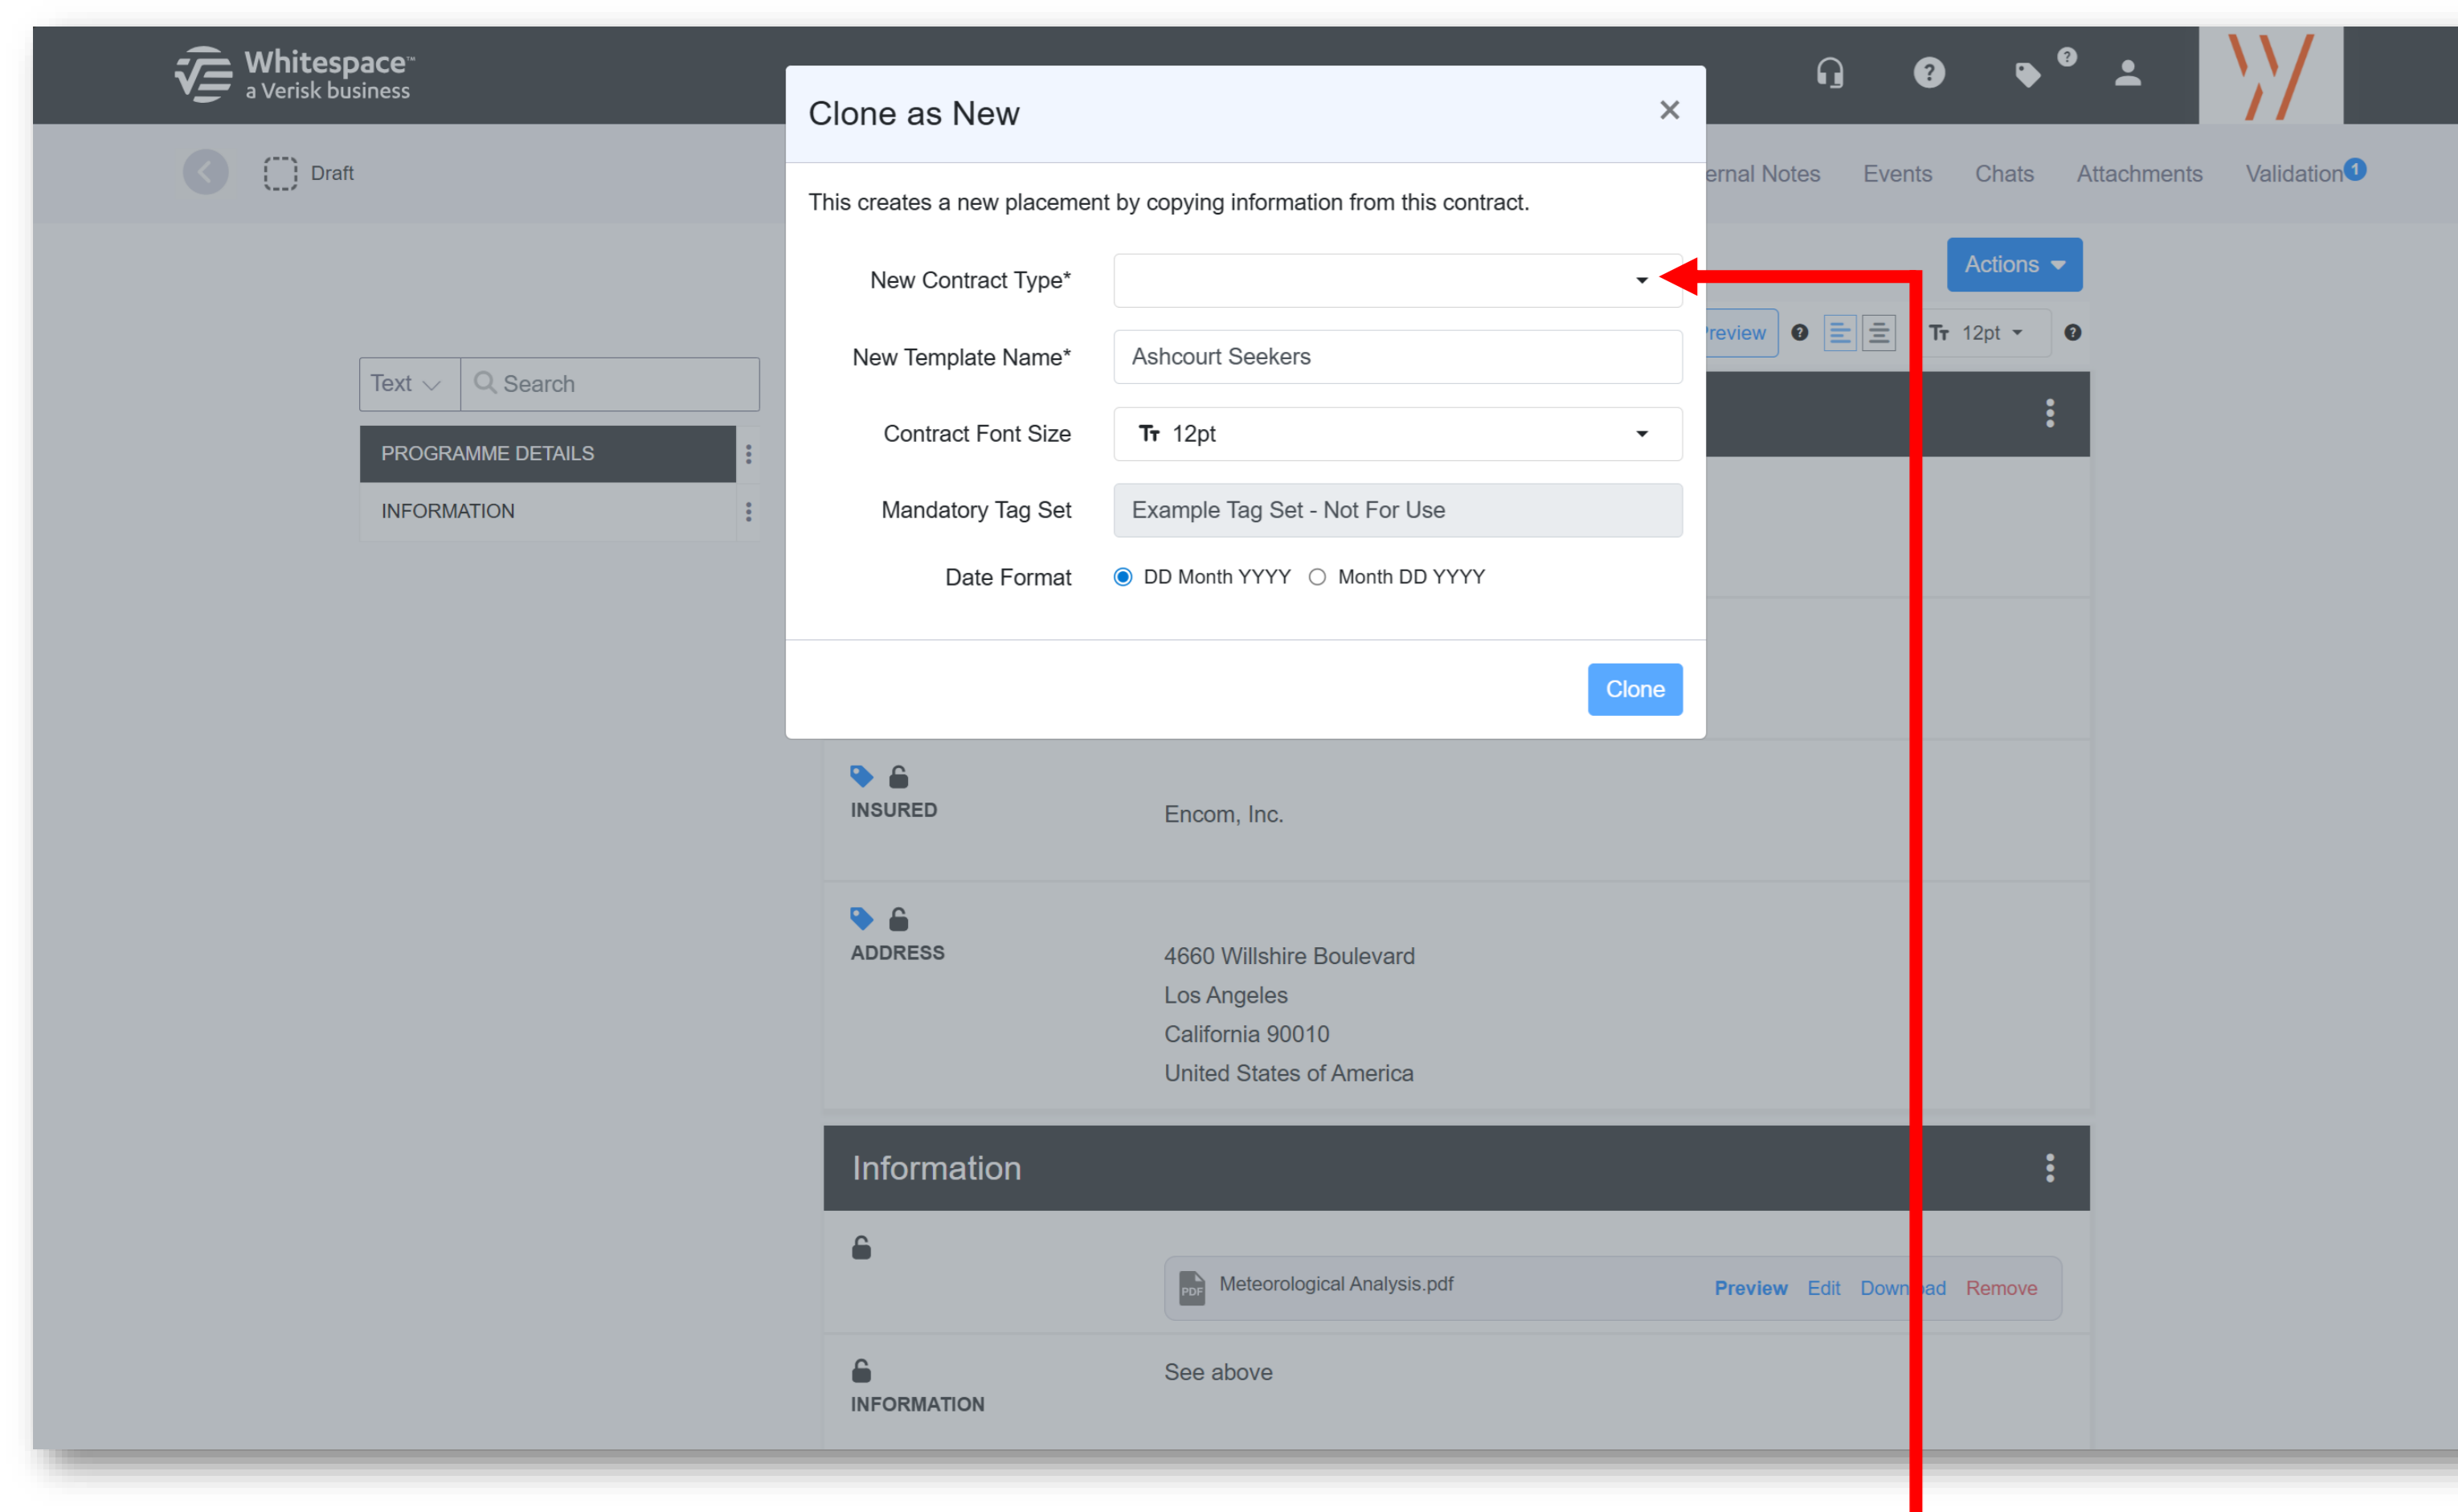 Whitespace™
a Verisk business
Draft
ernal Notes Events Chats Attachments Validation 1
Clone as New
This creates a new placement by copying information from this contract.
New Contract Type*
New Template Name* Ashcourt Seekers
Contract Font Size Tт 12pt
Mandatory Tag Set Example Tag Set - Not For Use
Date Format DD Month YYYY Month DD YYYY
Clone
Actions
review Tт 12pt
Text Search
PROGRAMME DETAILS
INFORMATION
INSURED Encom, Inc.
ADDRESS 4660 Willshire Boulevard
Los Angeles
California 90010
United States of America
Information
PDF Meteorological Analysis.pdf Preview Edit Remove
See above
INFORMATION